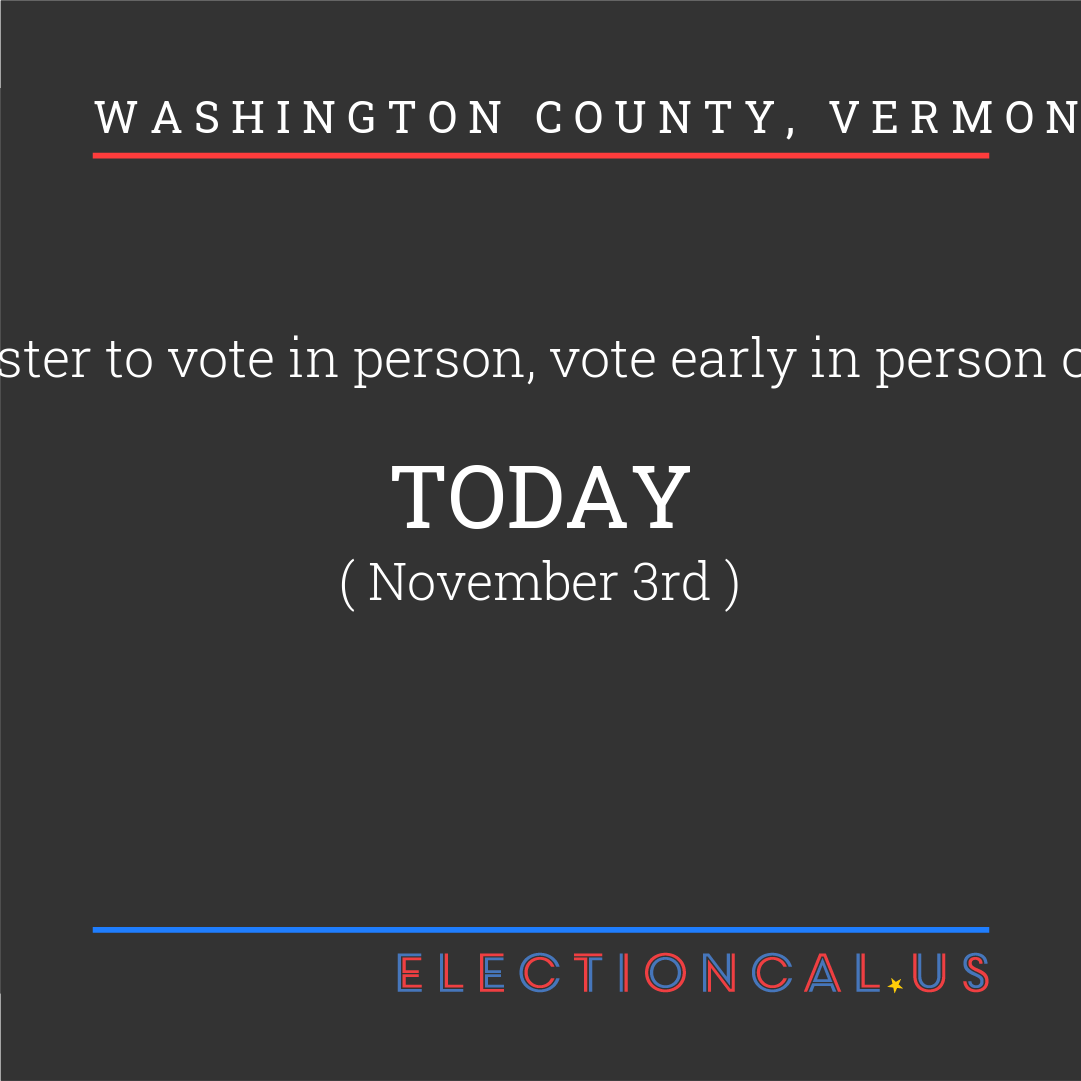 WASHINGTON COUNTY, VERMON
ster to vote in person, vote early in person
TODAY
( November 3rd )
ELECTIONCAL.US